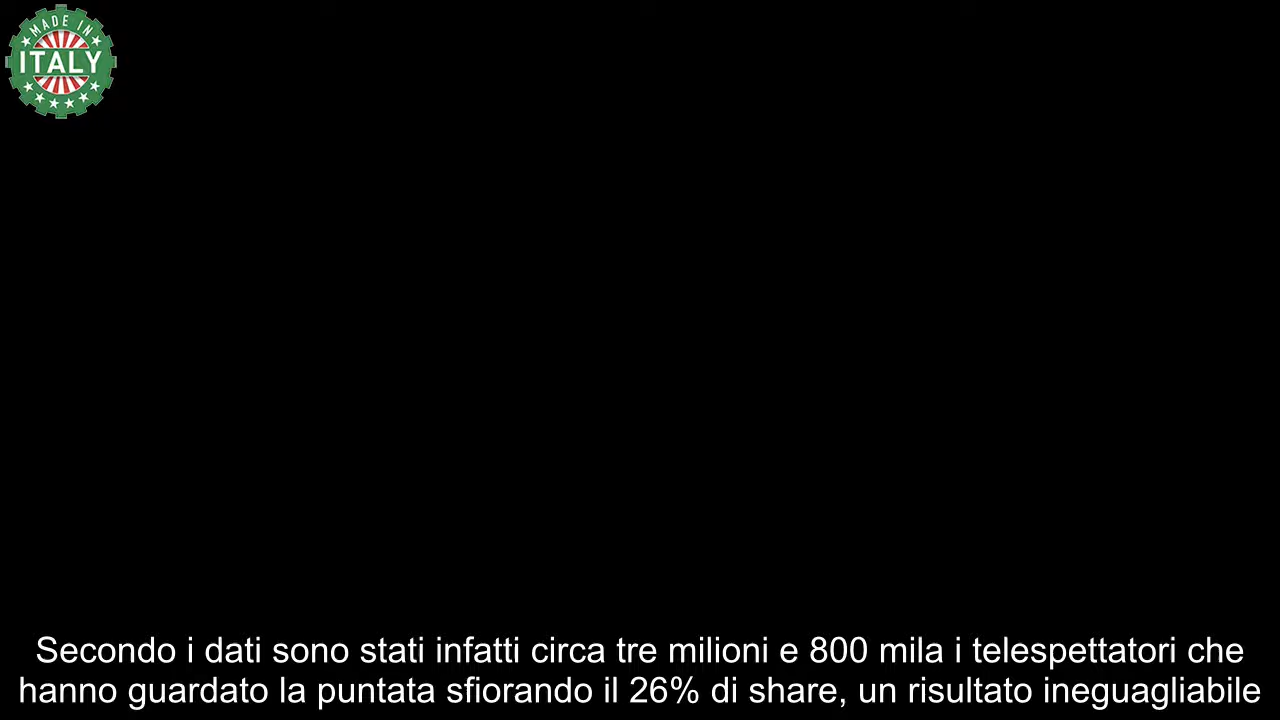 MADE IN
ITALY
Secondo i dati sono stati infatti circa tre milioni e 800 mila i telespettatori che
hanno guardato la puntata sfiorando il 26% di share, un risultato ineguagliabile